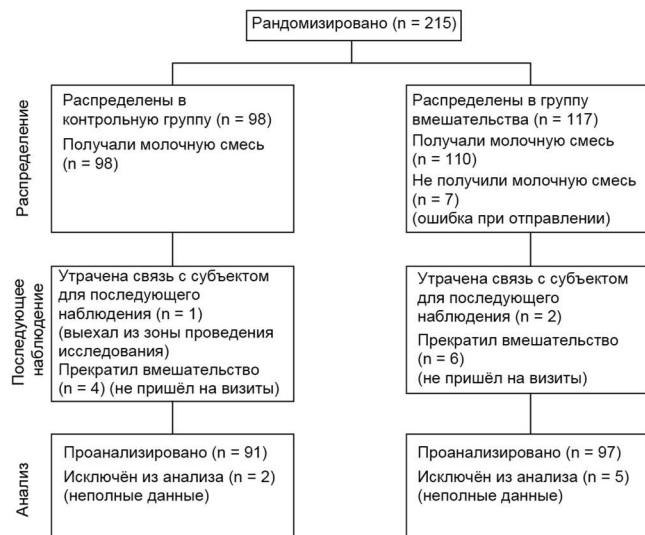 Рандомизировано (n = 215)
Распределение
Распределены в
контрольную группу (n = 98)
Получали молочную смесь
(n = 98)
Распределены в группу
вмешательства (n = 117)
Получали молочную смесь
(n = 110)
Не получили молочную смесь
(n = 7)
(ошибка при отправлении)
Последующее
наблюдение
Утрачена связь с субъектом
для последующего
наблюдения (n = 1)
(выехал из зоны проведения
исследования)
Прекратил вмешательство
(n = 4) (не пришёл на визиты)
Утрачена связь с субъектом
для последующего
наблюдения (n = 2)
Прекратил вмешательство
(n = 6)
(не пришёл на визиты)
Анализ
Проанализировано (n = 91)
Исключён из анализа (n = 2)
(неполные данные)
Проанализировано (n = 97)
Исключён из анализа (n = 5)
(неполные данные)